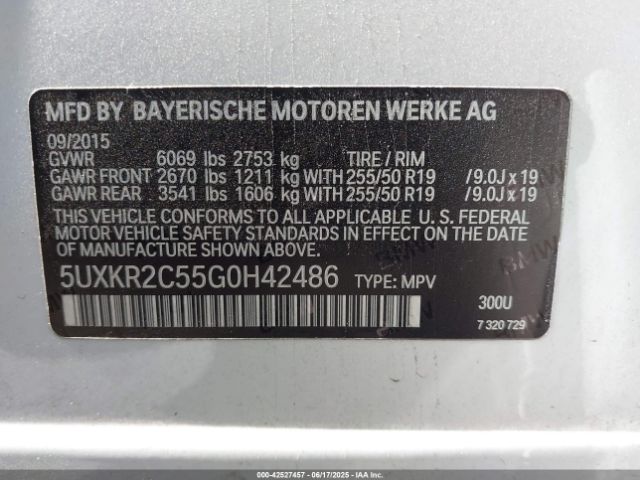 MFD BY BAYERISCHE MOTOREN WERKE AG
09/2015
GVWR 6069 lbs 2753 kg TIRE / RIM
GAWR FRONT 2670 lbs 1211 kg WITH 255/50 R19 /9.0J x 19
GAWR REAR 3541 lbs 1606 kg WITH 255/50 R19 /9.0J x 19
THIS VEHICLE CONFORMS TO ALL APPLICABLE U. S. FEDERAL
MOTOR VEHICLE SAFETY STANDARDS IN EFFECT ON THE DATE
OF MANUFACTURE SHOWN ABOVE.
5UXKR2C55G0H42486 TYPE: MPV
300U
7 320 729
BMW
000-42527457 - 06/17/2025 - IAA Inc.